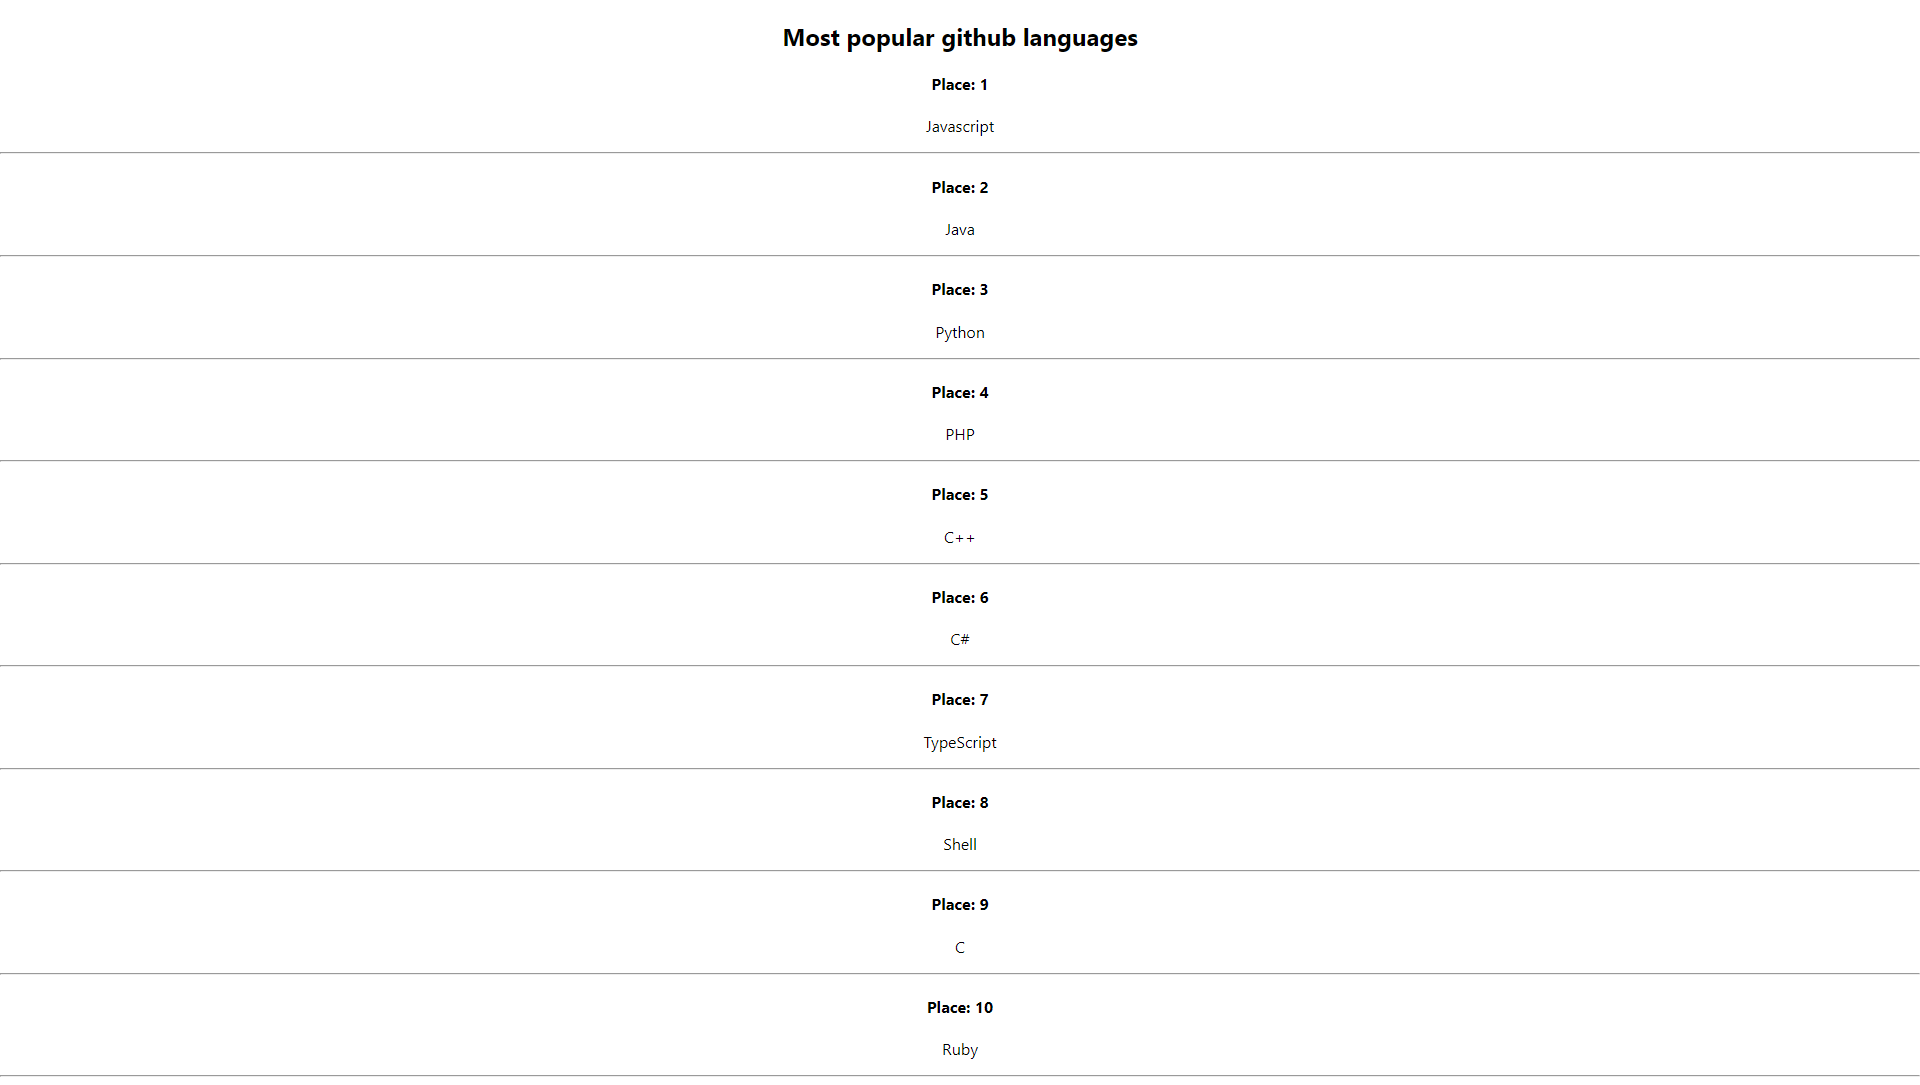 Most popular github languages
Place: 1
Javascript
Place: 2
Java
Place: 3
Python
Place: 4
PHP
Place: 5
C++
Place: 6
C#
Place: 7
TypeScript
Place: 8
Shell
Place: 9
C
Place: 10
Ruby